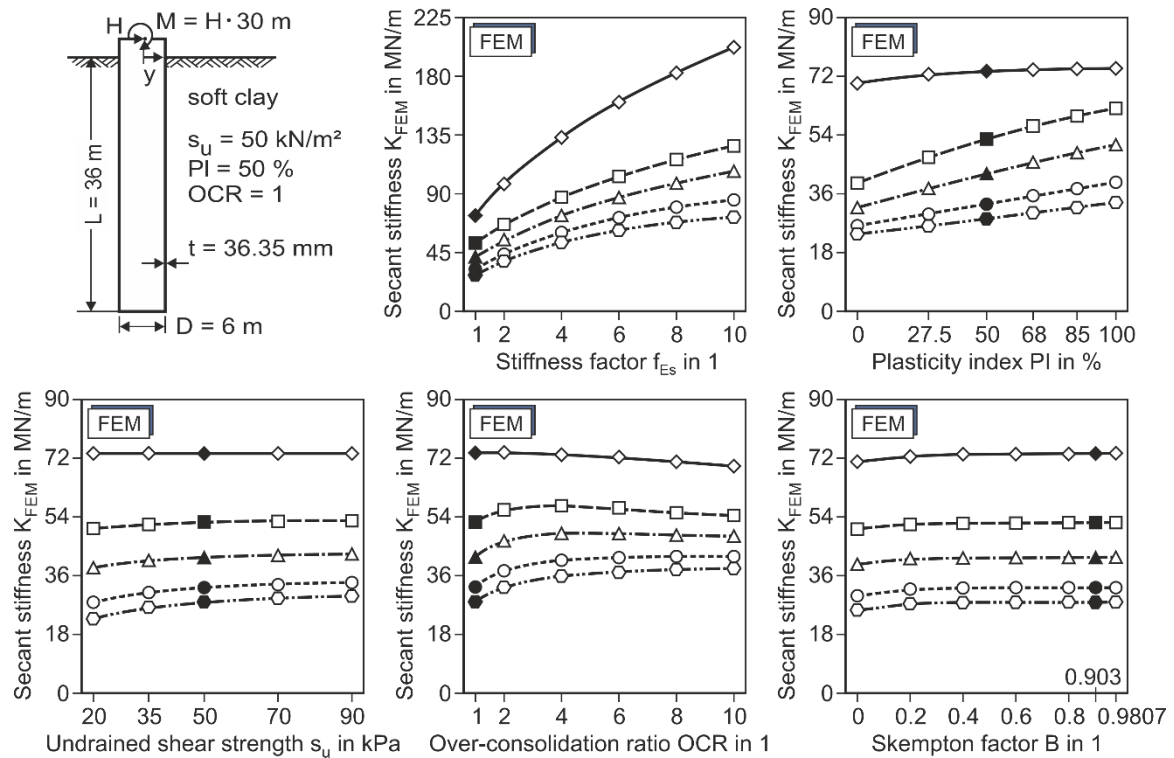 H
M = H · 30 m
y
L = 36 m
soft clay
s_u = 50 kN/m²
PI = 50 %
OCR = 1
t = 36.35 mm
D = 6 m
Secant stiffness K_FEM in MN/m
225
180
135
90
45
0
FEM
1 2 4 6 8 10
Stiffness factor f_Es in 1
Secant stiffness K_FEM in MN/m
90
72
54
36
18
0
FEM
0 27.5 50 68 85 100
Plasticity index PI in %
Secant stiffness K_FEM in MN/m
90
72
54
36
18
0
FEM
20 35 50 70 90
Undrained shear strength s_u in kPa
Secant stiffness K_FEM in MN/m
90
72
54
36
18
0
FEM
1 2 4 6 8 10
Over-consolidation ratio OCR in 1
Secant stiffness K_FEM in MN/m
90
72
54
36
18
0
FEM
0.903
0 0.2 0.4 0.6 0.8 0.9807
Skempton factor B in 1